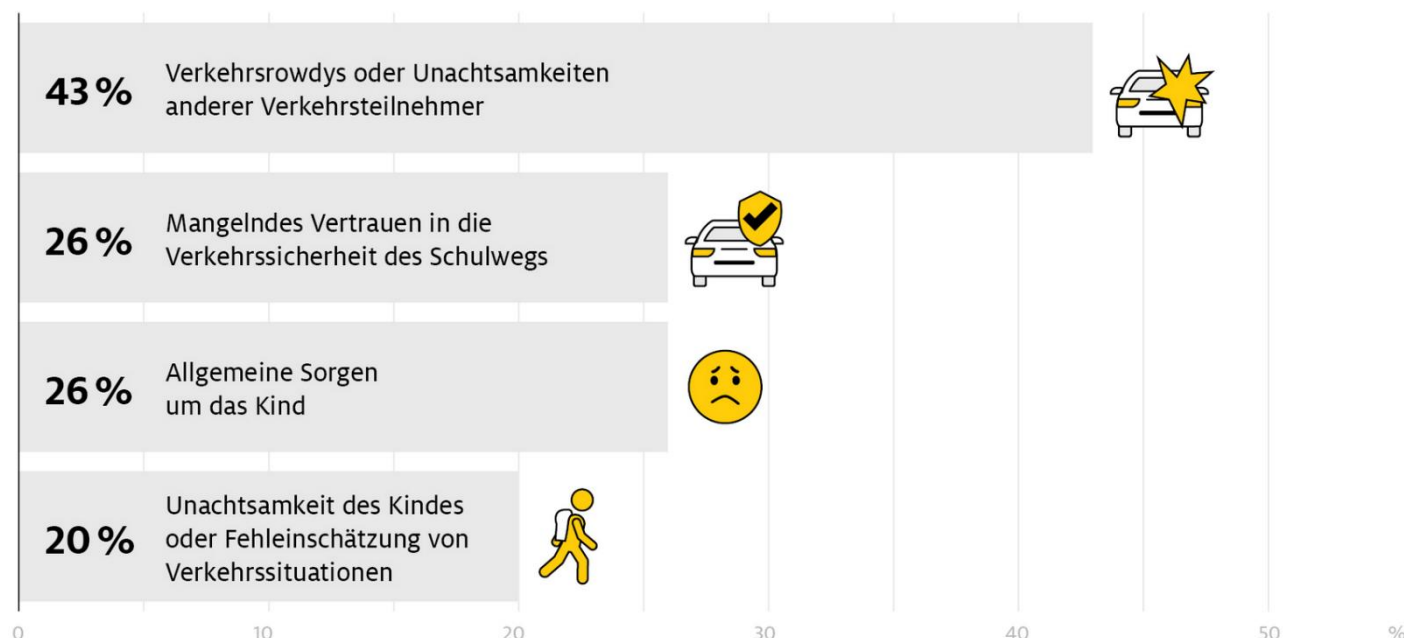 43 %
Verkehrsrowdys oder Unachtsamkeiten
anderer Verkehrsteilnehmer
26 %
Mangelndes Vertrauen in die
Verkehrssicherheit des Schulwegs
26 %
Allgemeine Sorgen
um das Kind
20 %
Unachtsamkeit des Kindes
oder Fehleinschätzung von
Verkehrssituationen
0 10 20 30 40 50 %